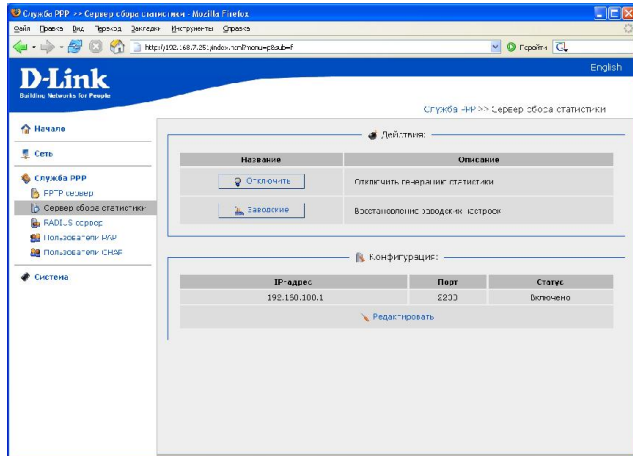 Служба PPP >> Сервер сбора статистики - Mozilla Firefox
Файл Правка Вид Переход Закладки Инструменты Справка
Перейти
English
D-Link
Building Networks for People
Служба PPP >> Сервер сбора статистики
Начало
Сеть
Служба PPP
PPTP сервер
Сервер сбора статистики
RADIUS сервер
Пользователи PAP
Пользователи CHAP
Система
Действия:
Название Описание
Отключить Отключить генерацию статистики
Заводские Восстановление заводских настроек
Конфигурация:
IP-адрес Порт Статус
Включено
Редактировать